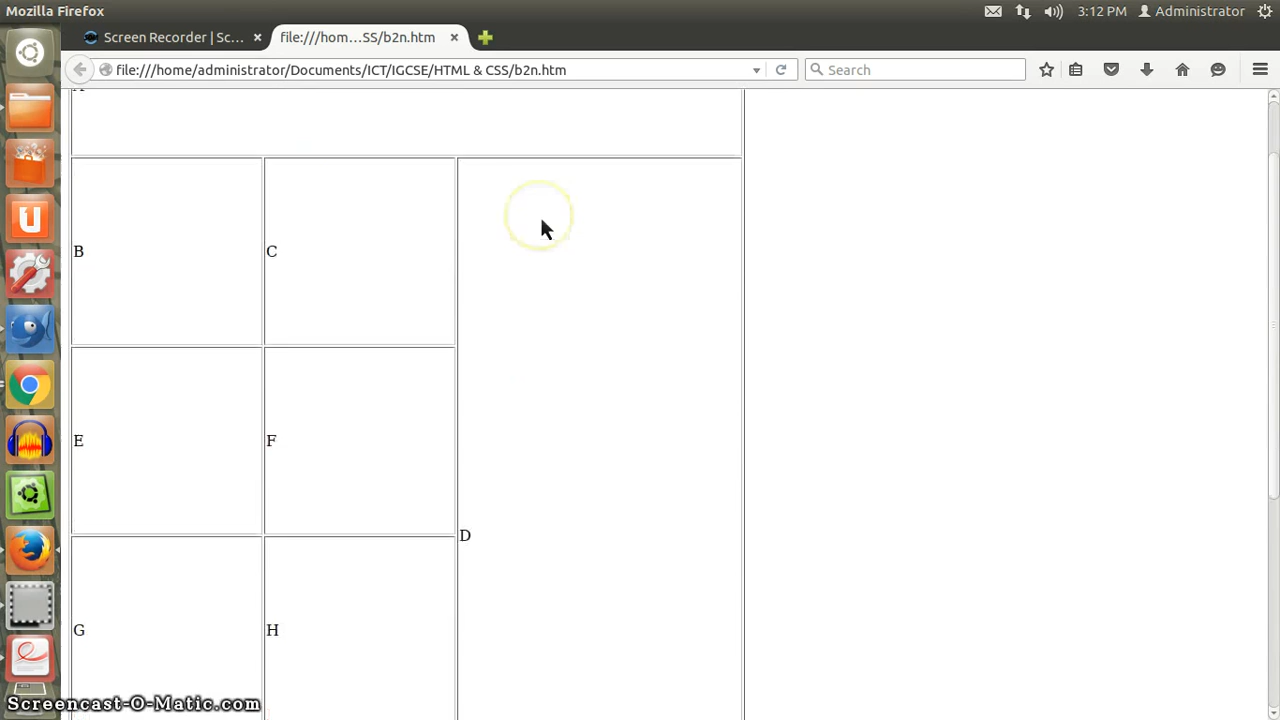 Mozilla Firefox
3:12 PM Administrator
Screen Recorder | Sc...
file:///hom...SS/b2n.htm
file:///home/administrator/Documents/ICT/IGCSE/HTML & CSS/b2n.htm
Search
B
C
E
F
D
G
H
Screencast-O-Matic.com